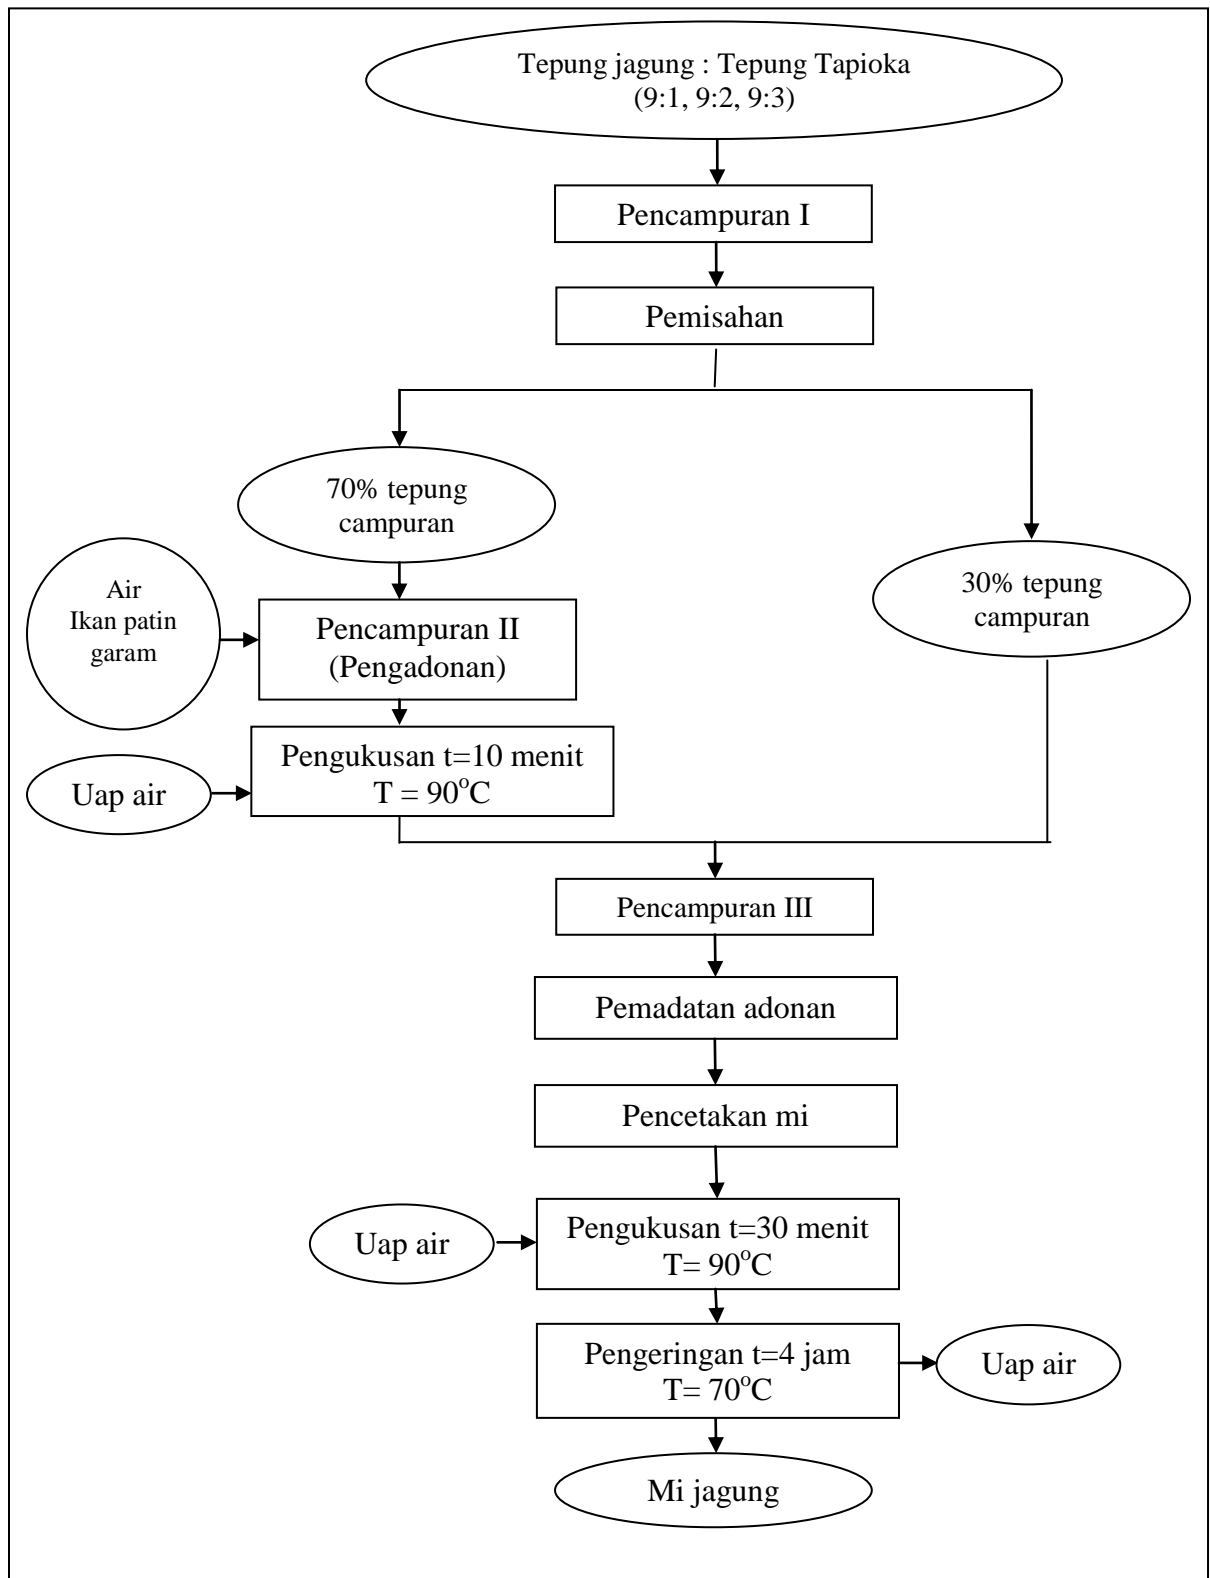 Tepung jagung : Tepung Tapioka
(9:1, 9:2, 9:3)
Pencampuran I
Pemisahan
70% tepung
campuran
30% tepung
campuran
Air
Ikan patin
garam
Pencampuran II
(Pengadonan)
Uap air
Pengukusan t=10 menit
T = 90°C
Pencampuran III
Pemadatan adonan
Pencetakan mi
Uap air
Pengukusan t=30 menit
T= 90°C
Pengeringan t=4 jam
T= 70°C
Uap air
Mi jagung